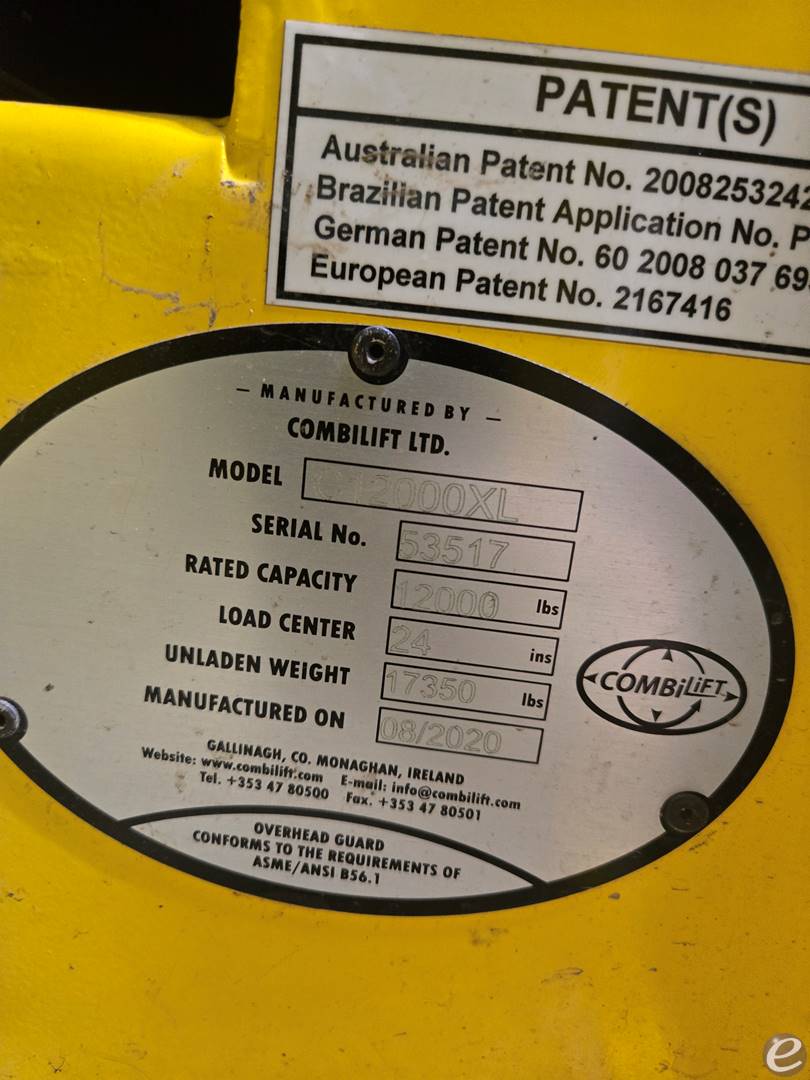 PATENT(S)
Australian Patent No. 200825324
Brazilian Patent Application No. P
German Patent No. 60 2008 037 69
European Patent No. 2167416
– MANUFACTURED BY –
COMBILIFT LTD.
MODEL 12000XL
SERIAL No. 53517
RATED CAPACITY 12000 lbs
LOAD CENTER 24 ins
UNLADEN WEIGHT 17350 lbs
MANUFACTURED ON 08/2020
COMBiLiFT
GALLINAGH, CO. MONAGHAN, IRELAND
Website: www.combilift.com E-mail: info@combilift.com
Tel. +353 47 80500 Fax. +353 47 80501
OVERHEAD GUARD
CONFORMS TO THE REQUIREMENTS OF
ASME/ANSI B56.1
e